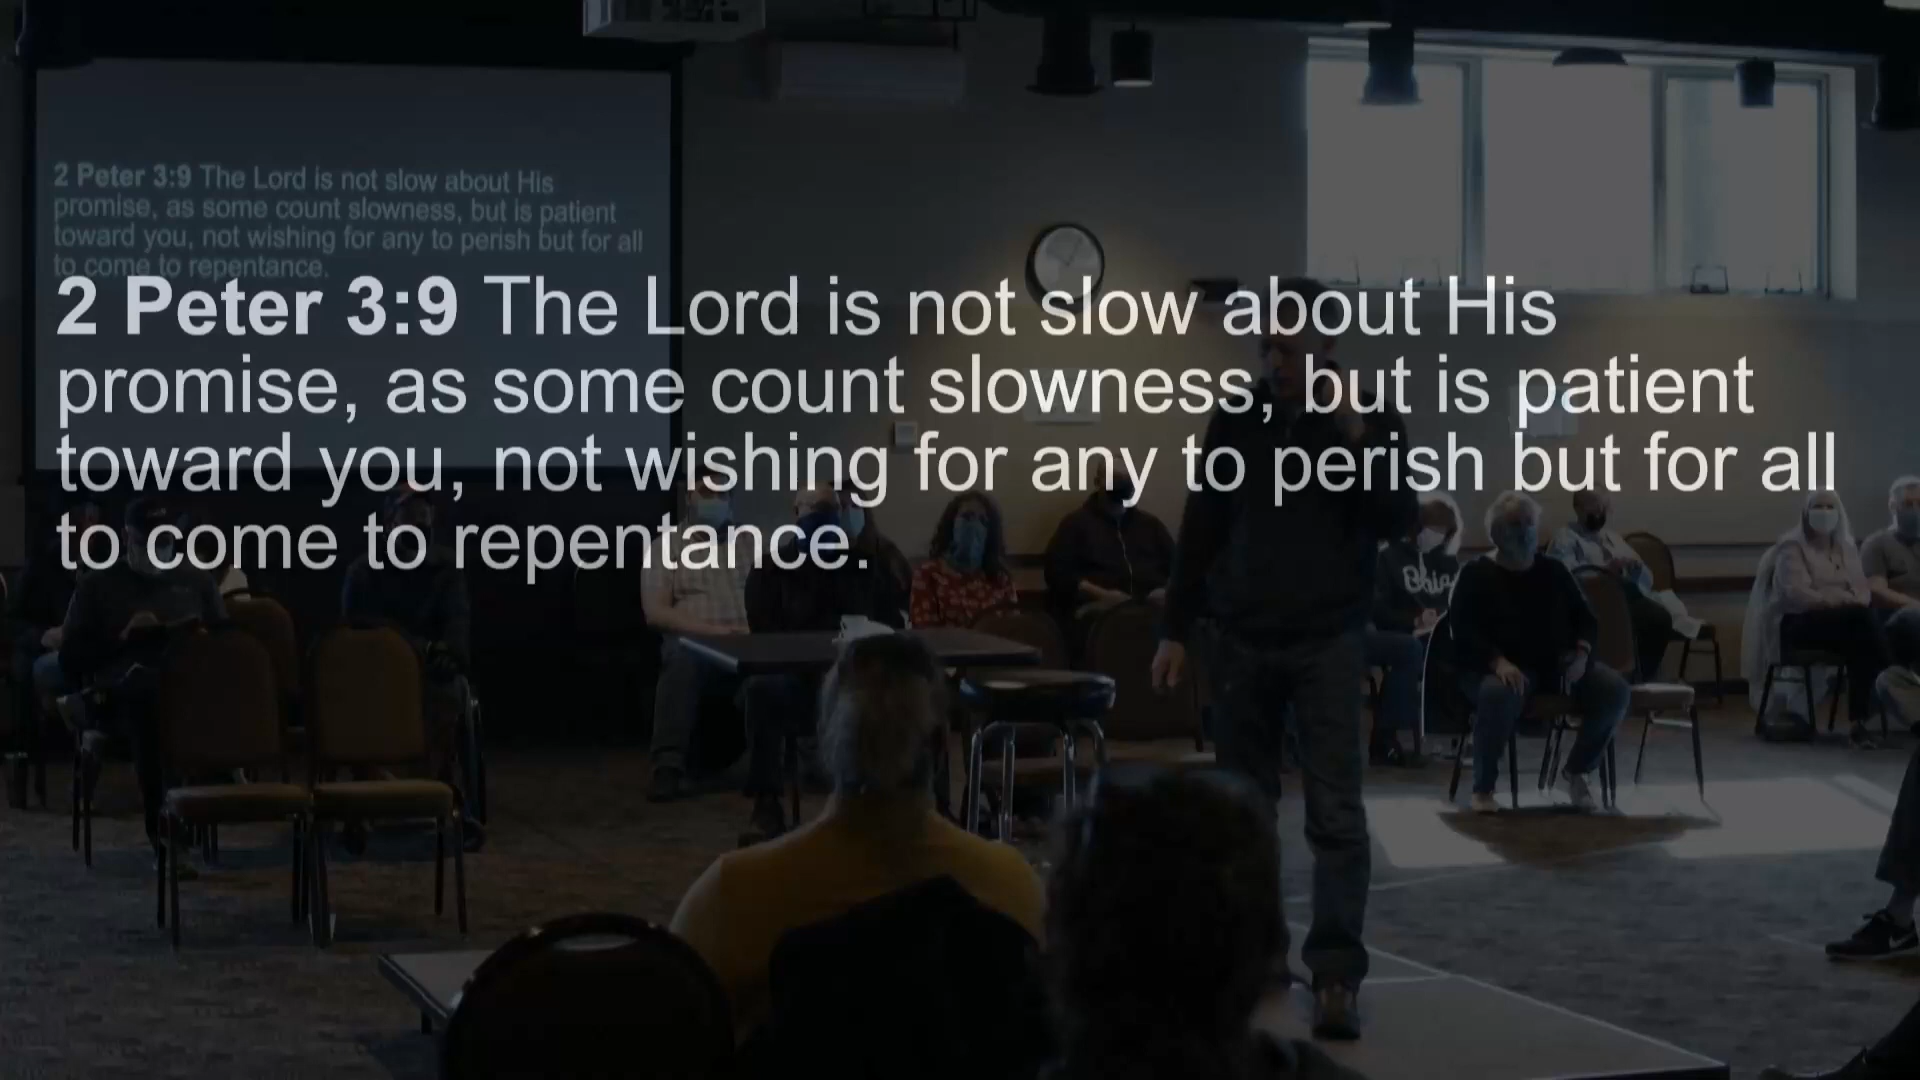 2 Peter 3:9 The Lord is not slow about His
promise, as some count slowness, but is patient
toward you, not wishing for any to perish but for all
to come to repentance.
2 Peter 3:9 The Lord is not slow about His
promise, as some count slowness, but is patient
toward you, not wishing for any to perish but for all
to come to repentance.
Ohio